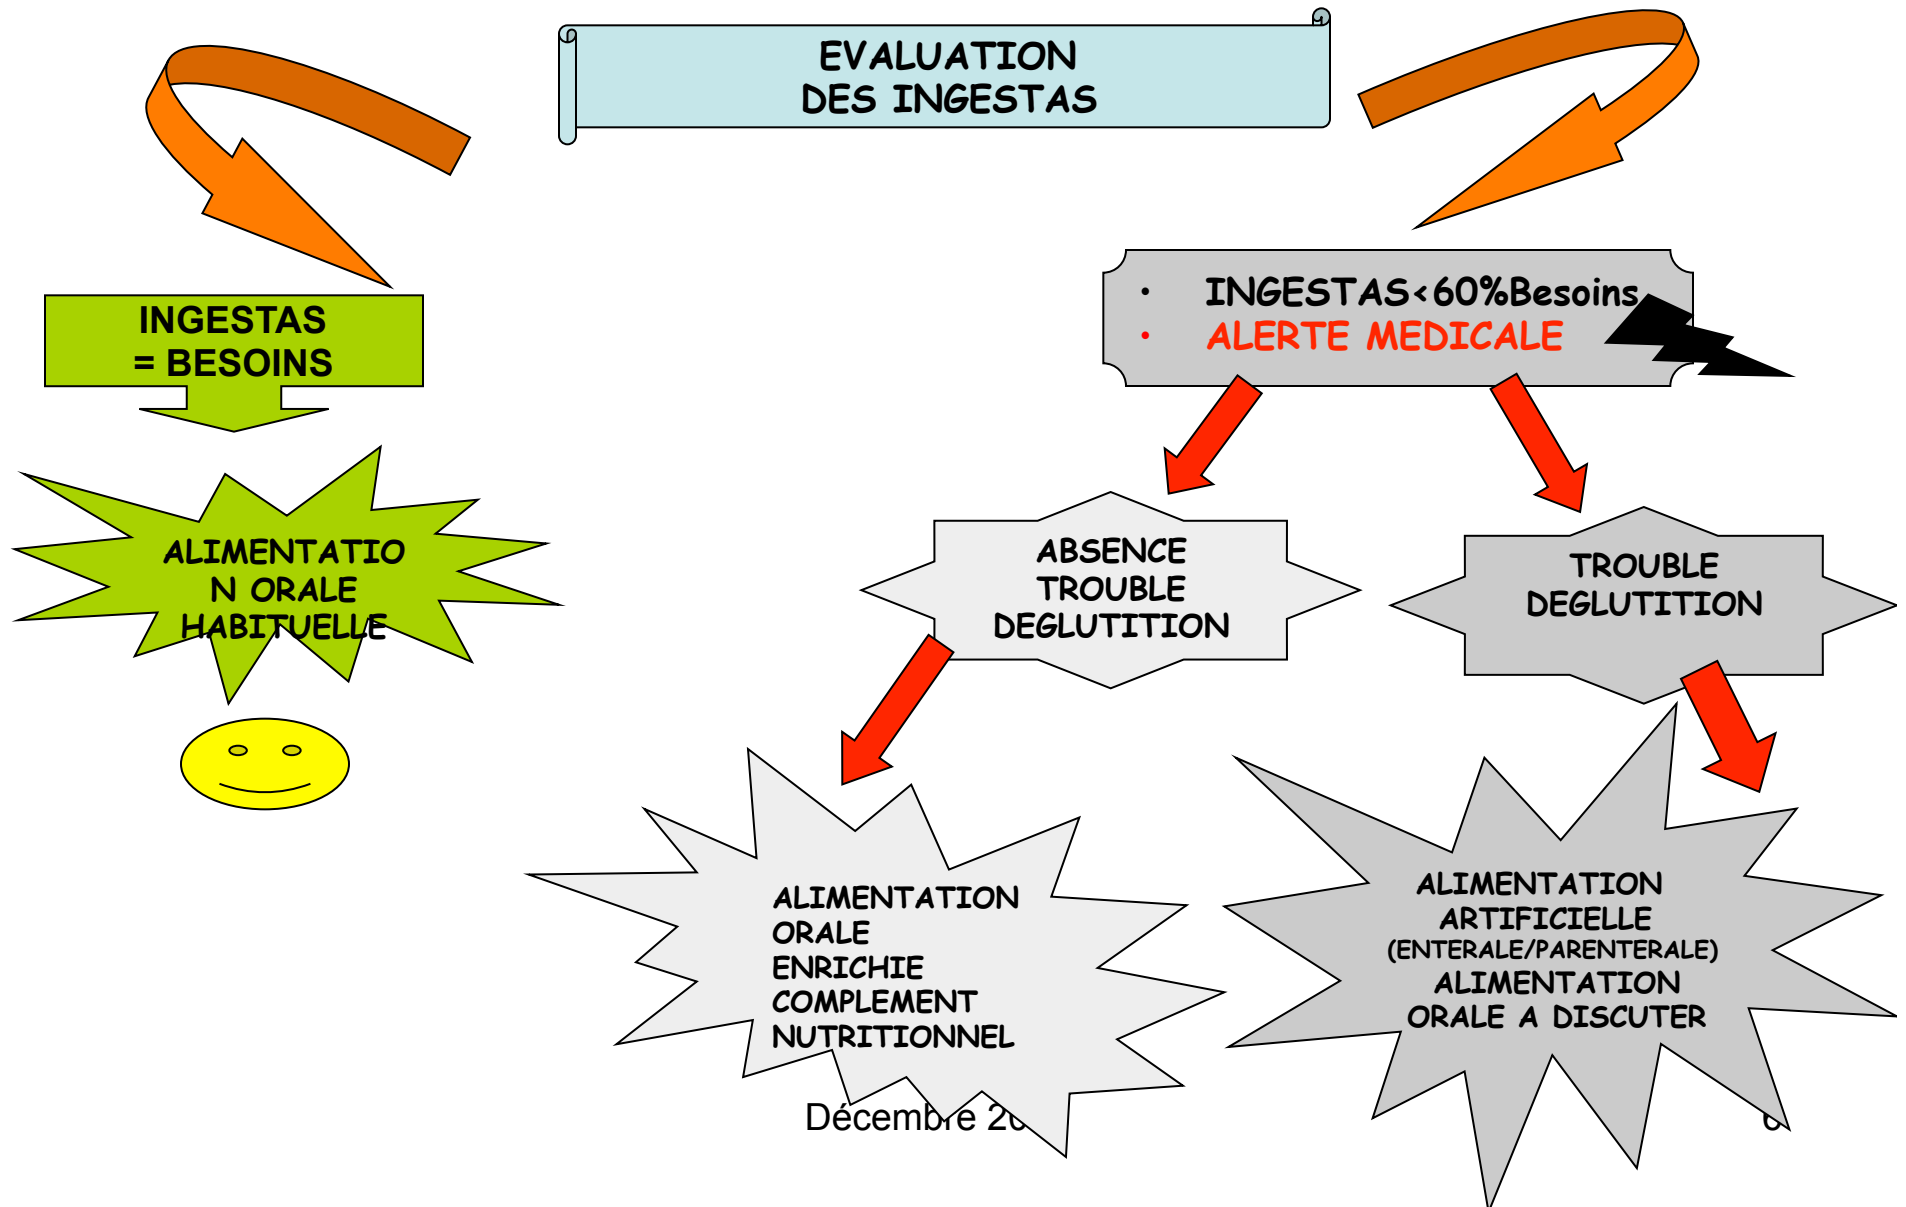 EVALUATION
DES INGESTAS
INGESTAS
= BESOINS
ALIMENTATIO
N ORALE
HABITUELLE
• INGESTAS<60%Besoins
• ALERTE MEDICALE
ABSENCE
TROUBLE
DEGLUTITION
TROUBLE
DEGLUTITION
ALIMENTATION
ORALE
ENRICHIE
COMPLEMENT
NUTRITIONNEL
ALIMENTATION
ARTIFICIELLE
(ENTERALE/PARENTERALE)
ALIMENTATION
ORALE A DISCUTER
Décembre